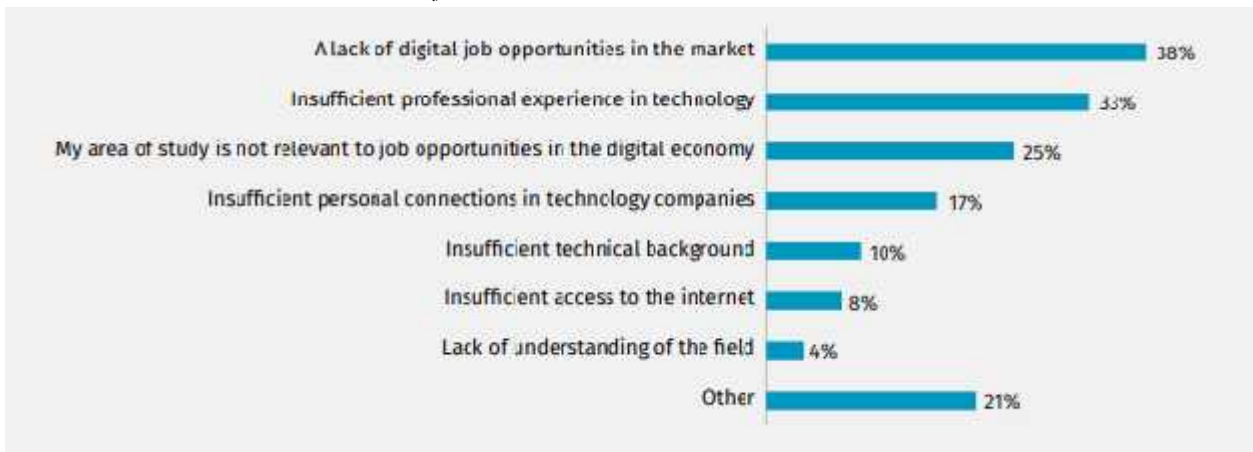 A lack of digital job opportunities in the market 38%
Insufficient professional experience in technology 33%
My area of study is not relevant to job opportunities in the digital economy 25%
Insufficient personal connections in technology companies 17%
Insufficient technical background 10%
Insufficient access to the internet 8%
Lack of understanding of the field 4%
Other 21%